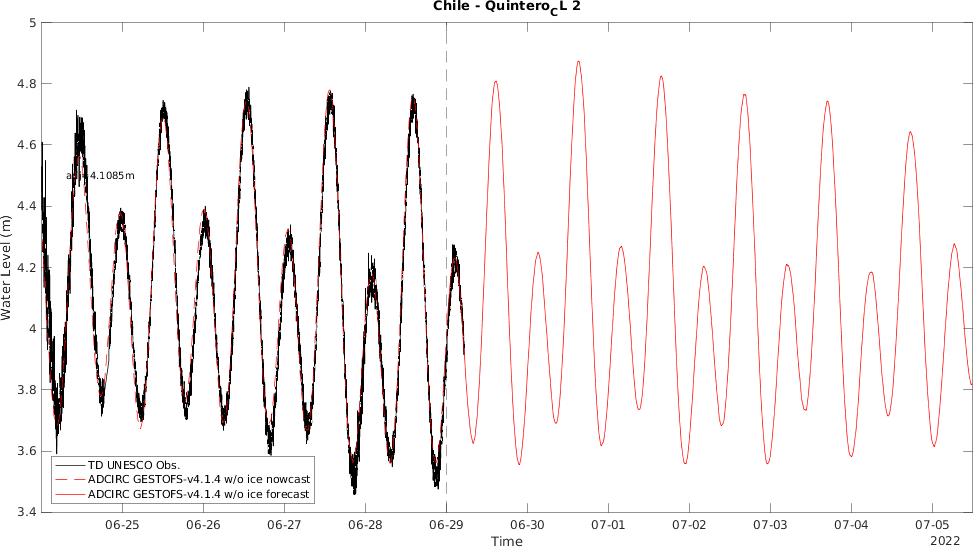 Chile - Quintero_CL 2
Water Level (m)
5
4.8
4.6
4.4
4.2
4
3.8
3.6
3.4
adj=4.1085m
TD UNESCO Obs.
ADCIRC GESTOFS-v4.1.4 w/o ice nowcast
ADCIRC GESTOFS-v4.1.4 w/o ice forecast
06-25 06-26 06-27 06-28 06-29 06-30 07-01 07-02 07-03 07-04 07-05
Time
2022